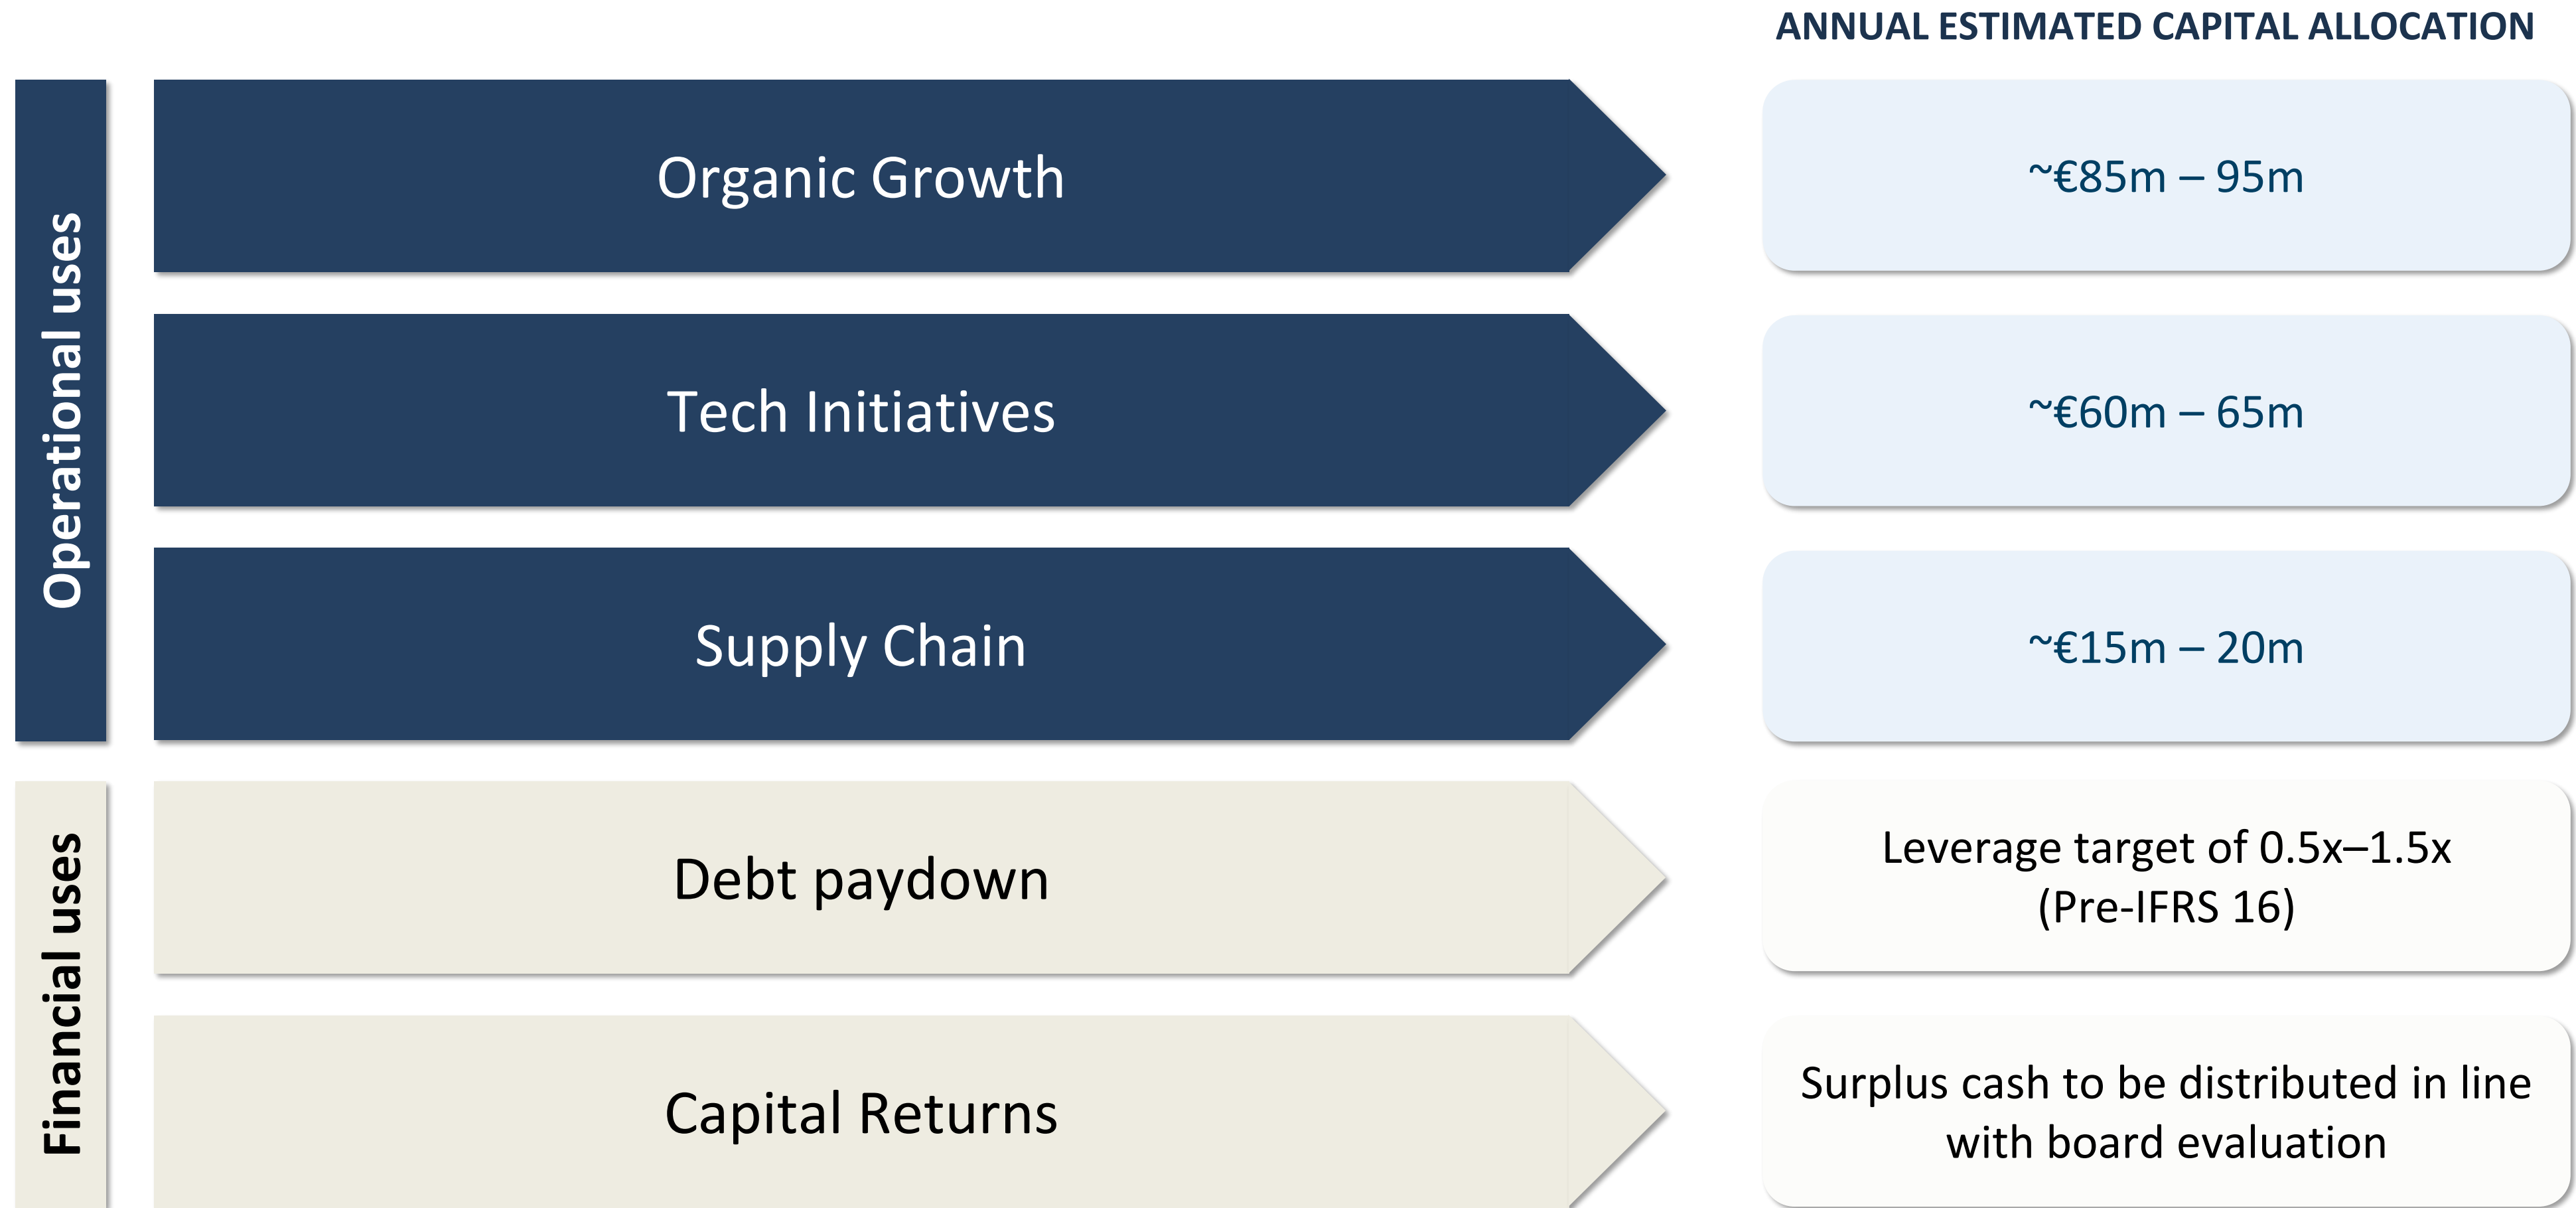 ANNUAL ESTIMATED CAPITAL ALLOCATION
Operational uses
Organic Growth
~€85m – 95m
Tech Initiatives
~€60m – 65m
Supply Chain
~€15m – 20m
Financial uses
Debt paydown
Leverage target of 0.5x–1.5x
(Pre-IFRS 16)
Capital Returns
Surplus cash to be distributed in line
with board evaluation